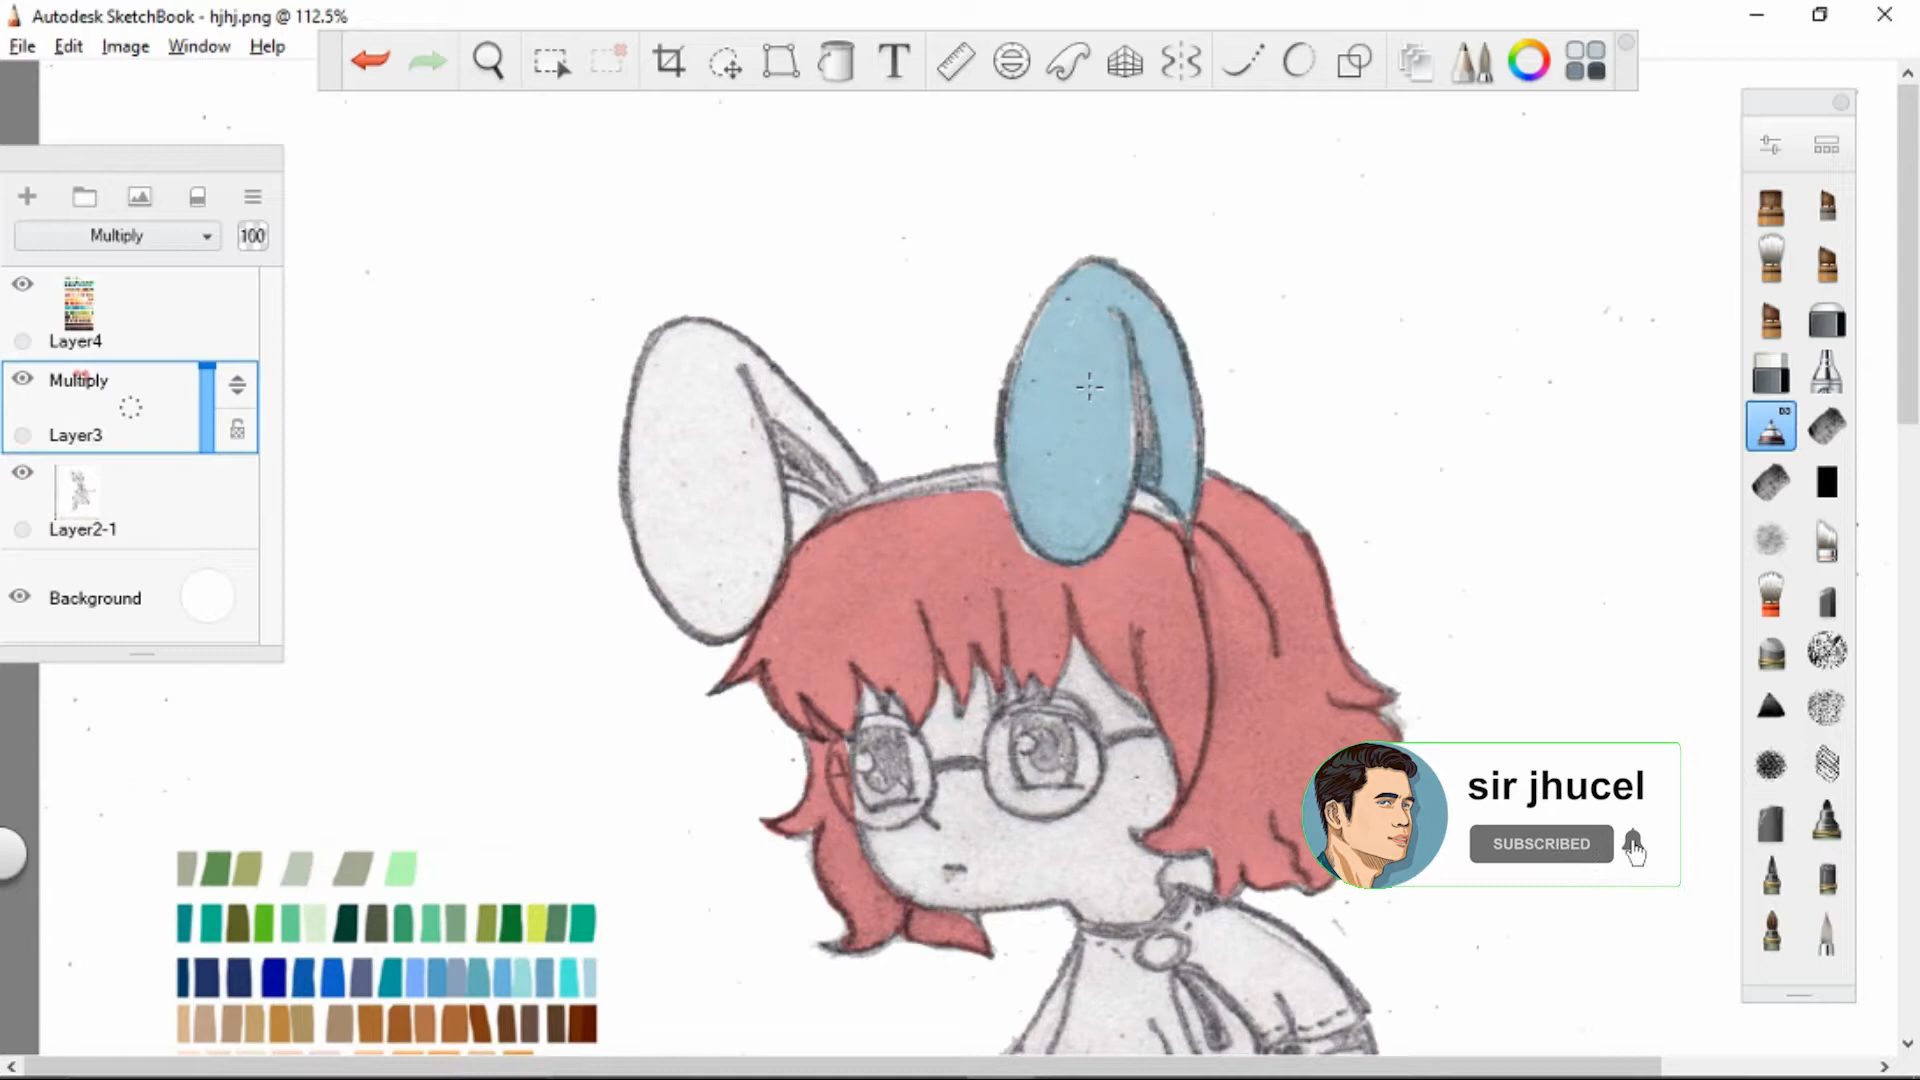 Autodesk SketchBook - hjhj.png @ 112.5%
File Edit Image Window Help
T
Multiply 100
Layer4
Multiply
Layer3
Layer2-1
Background
sir jhucel
SUBSCRIBED